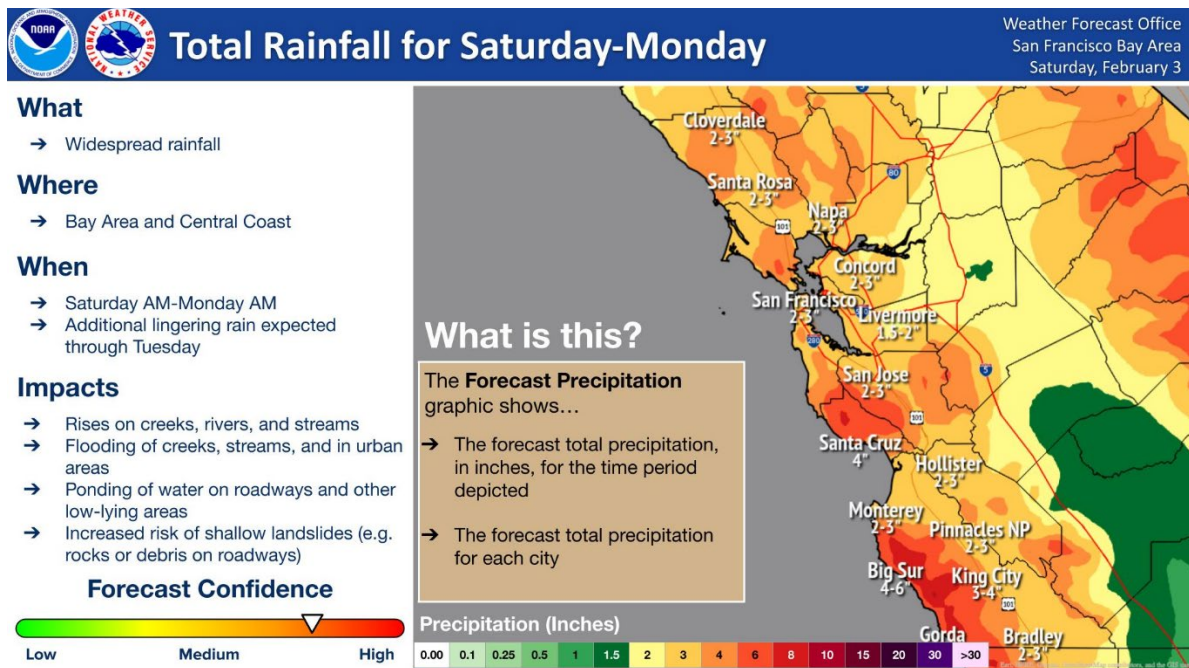 NOAA
NATIONAL WEATHER SERVICE
Total Rainfall for Saturday-Monday
Weather Forecast Office
San Francisco Bay Area
Saturday, February 3
What
➔ Widespread rainfall
Where
➔ Bay Area and Central Coast
When
➔ Saturday AM-Monday AM
➔ Additional lingering rain expected
through Tuesday
Impacts
➔ Rises on creeks, rivers, and streams
➔ Flooding of creeks, streams, and in urban
areas
➔ Ponding of water on roadways and other
low-lying areas
➔ Increased risk of shallow landslides (e.g.
rocks or debris on roadways)
Forecast Confidence
Low Medium High
What is this?
The Forecast Precipitation
graphic shows…
➔ The forecast total precipitation,
in inches, for the time period
depicted
➔ The forecast total precipitation
for each city
Cloverdale
2-3"
80
Santa Rosa
2-3"
Napa
2-3"
101
Concord
2-3"
San Francisco
2-3"
Livermore
1.5-2"
280
San Jose
2-3"
5
101
Santa Cruz
4"
Hollister
2-3"
Monterey
2-3"
Pinnacles NP
2-3"
Big Sur
4-6"
King City
3-4"
101
Gorda
Bradley
2-3"
Precipitation (Inches)
0.00 0.1 0.25 0.5 1 1.5 2 3 4 6 8 10 15 20 30 >30